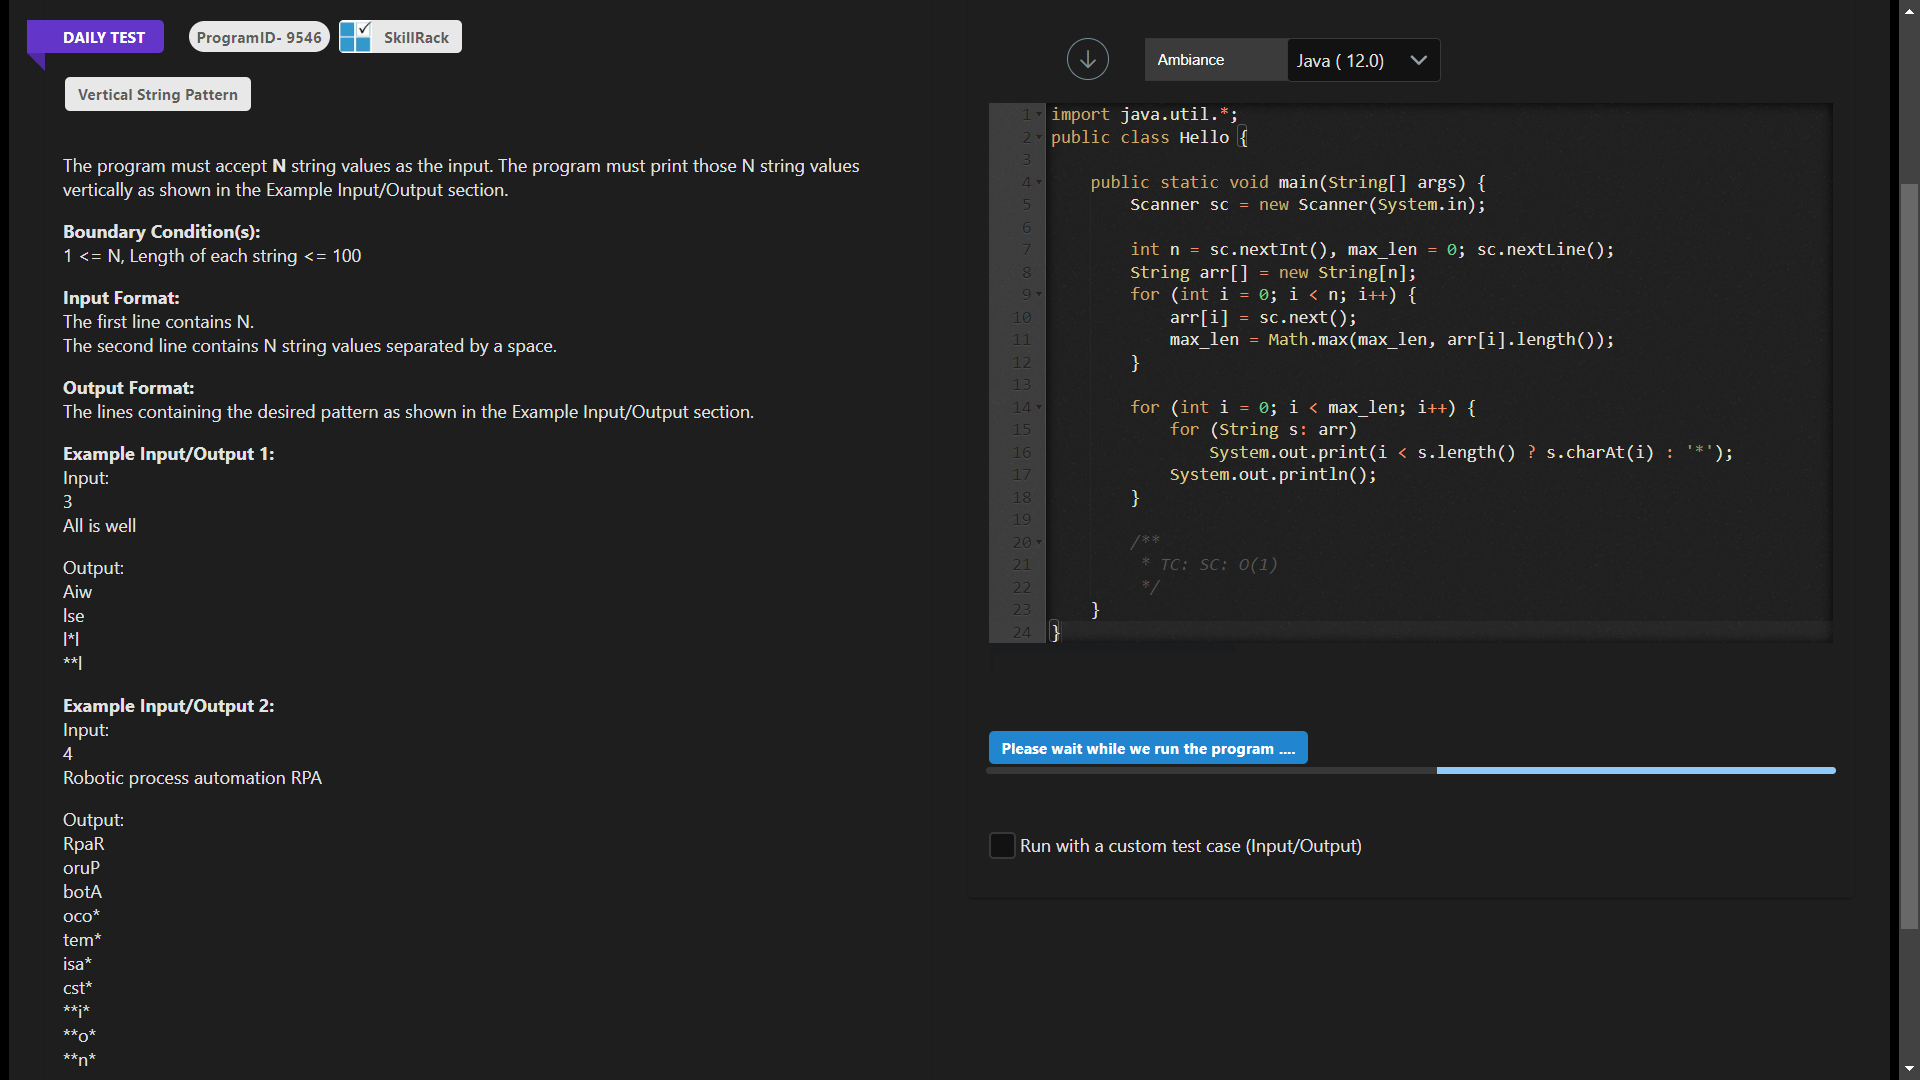 DAILY TEST
ProgramID- 9546
SkillRack
Vertical String Pattern
The program must accept N string values as the input. The program must print those N string values
vertically as shown in the Example Input/Output section.
Boundary Condition(s):
1 <= N, Length of each string <= 100
Input Format:
The first line contains N.
The second line contains N string values separated by a space.
Output Format:
The lines containing the desired pattern as shown in the Example Input/Output section.
Example Input/Output 1:
Input:
3
All is well
Output:
Aiw
lse
l*l
**l
Example Input/Output 2:
Input:
4
Robotic process automation RPA
Output:
RpaR
oruP
botA
oco*
tem*
isa*
cst*
**i*
**o*
**n*
Ambiance
Java ( 12.0)
1 import java.util.*;
2 public class Hello {
3
4     public static void main(String[] args) {
5         Scanner sc = new Scanner(System.in);
6
7         int n = sc.nextInt(), max_len = 0; sc.nextLine();
8         String arr[] = new String[n];
9         for (int i = 0; i < n; i++) {
10             arr[i] = sc.next();
11             max_len = Math.max(max_len, arr[i].length());
12         }
13
14         for (int i = 0; i < max_len; i++) {
15             for (String s: arr)
16                 System.out.print(i < s.length() ? s.charAt(i) : '*');
17             System.out.println();
18         }
19
20         /**
21          * TC: SC: O(1)
22          */
23     }
24 }
Please wait while we run the program ....
Run with a custom test case (Input/Output)